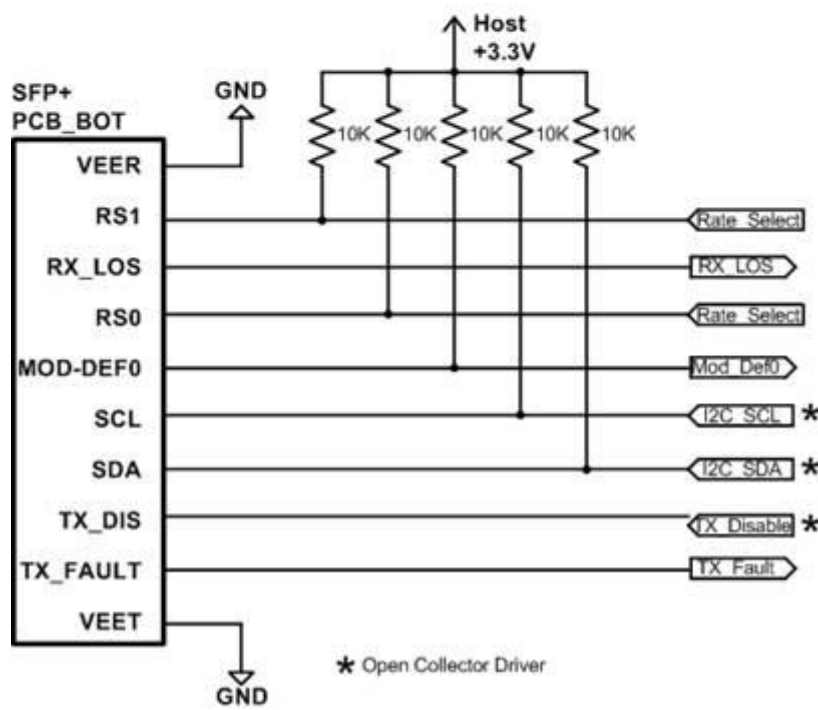 Host
+3.3V
SFP+
PCB_BOT
GND
10K
10K
10K
10K
10K
VEER
RS1
Rate_Select
RX_LOS
RX_LOS
RS0
Rate_Select
MOD-DEF0
Mod_Def0
SCL
I2C_SCL *
SDA
I2C_SDA *
TX_DIS
TX_Disable *
TX_FAULT
TX_Fault
VEET
* Open Collector Driver
GND